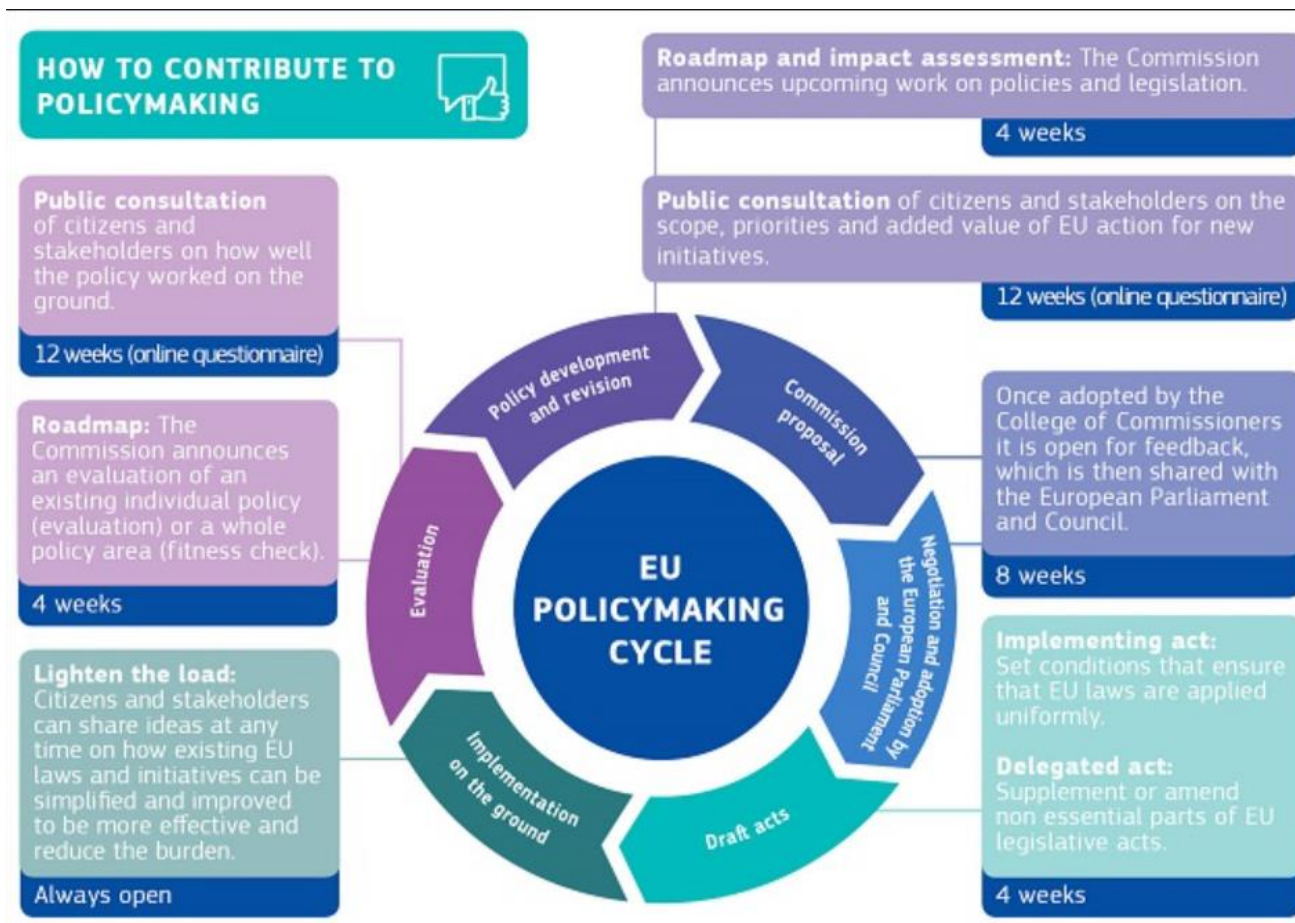 HOW TO CONTRIBUTE TO
POLICYMAKING
Roadmap and impact assessment: The Commission
announces upcoming work on policies and legislation.
4 weeks
Public consultation of citizens and stakeholders on the
scope, priorities and added value of EU action for new
initiatives.
12 weeks (online questionnaire)
Public consultation
of citizens and
stakeholders on how well
the policy worked on the
ground.
12 weeks (online questionnaire)
Roadmap: The
Commission announces
an evaluation of an
existing individual policy
(evaluation) or a whole
policy area (fitness check).
4 weeks
Lighten the load:
Citizens and stakeholders
can share ideas at any
time on how existing EU
laws and initiatives can be
simplified and improved
to be more effective and
reduce the burden.
Always open
Policy development
and revision
Commission
proposal
Negotiation and adoption by
the European Parliament
and Council
Draft acts
Implementation
on the ground
Evaluation
EU
POLICYMAKING
CYCLE
Once adopted by the
College of Commissioners
it is open for feedback,
which is then shared with
the European Parliament
and Council.
8 weeks
Implementing act:
Set conditions that ensure
that EU laws are applied
uniformly.
Delegated act:
Supplement or amend
non essential parts of EU
legislative acts.
4 weeks